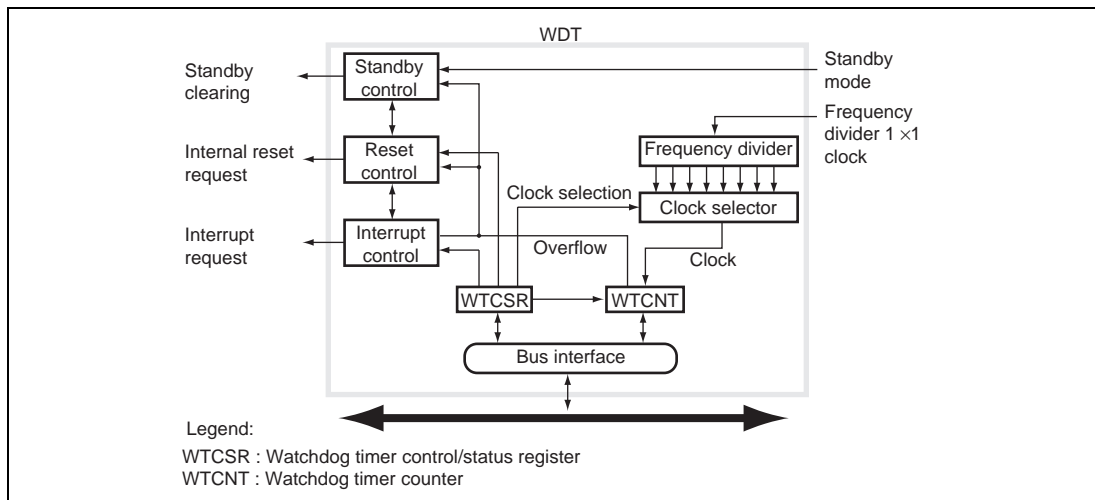 WDT
Standby
clearing
Standby
control
Standby
mode
Frequency
divider 1 ×1
clock
Internal reset
request
Reset
control
Frequency divider
Clock selection
Clock selector
Interrupt
request
Interrupt
control
Overflow
Clock
WTCSR
WTCNT
Bus interface
Legend:
WTCSR : Watchdog timer control/status register
WTCNT : Watchdog timer counter